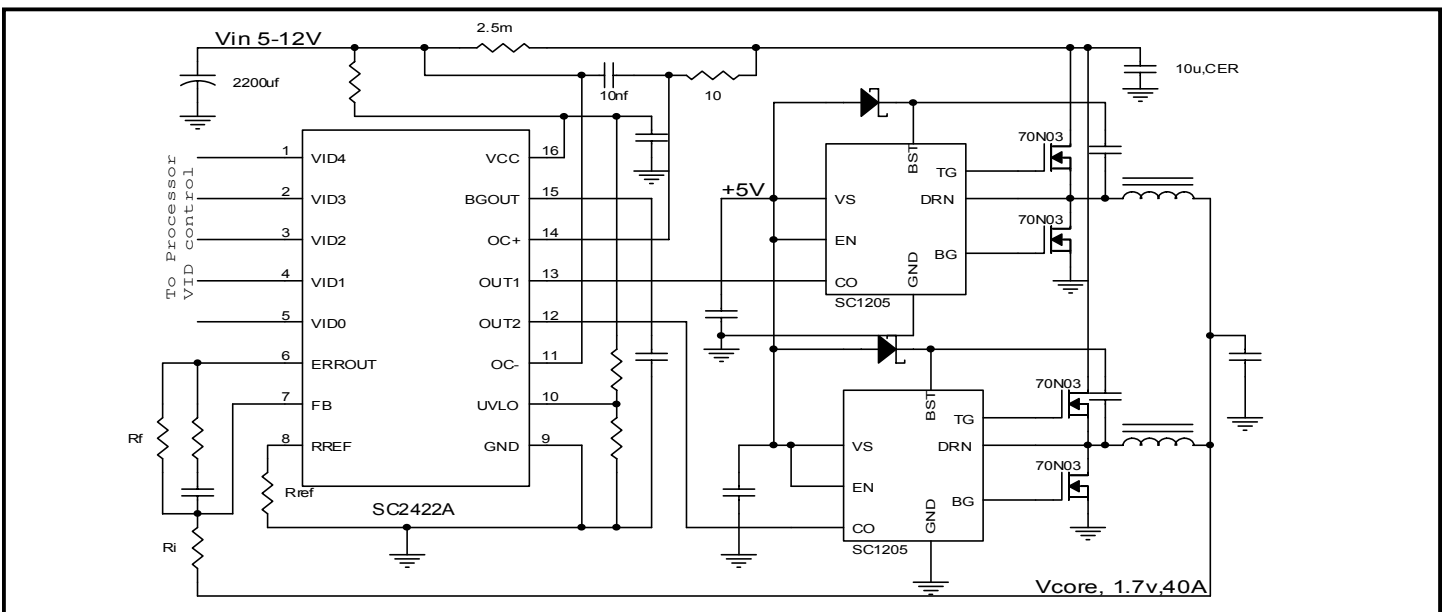 2.5m
Vin 5-12V
2200uf
10nf
10
10u,CER
To Processor
VID control
1 VID4
2 VID3
3 VID2
4 VID1
5 VID0
6 ERROUT
7 FB
8 RREF
VCC 16
BGOUT 15
OC+ 14
OUT1 13
OUT2 12
OC- 11
UVLO 10
GND 9
SC2422A
Rf
Rref
Ri
+5V
VS
EN
CO
BST
TG
DRN
BG
GND
SC1205
70N03
70N03
VS
EN
CO
BST
TG
DRN
BG
GND
SC1205
70N03
70N03
Vcore, 1.7v,40A